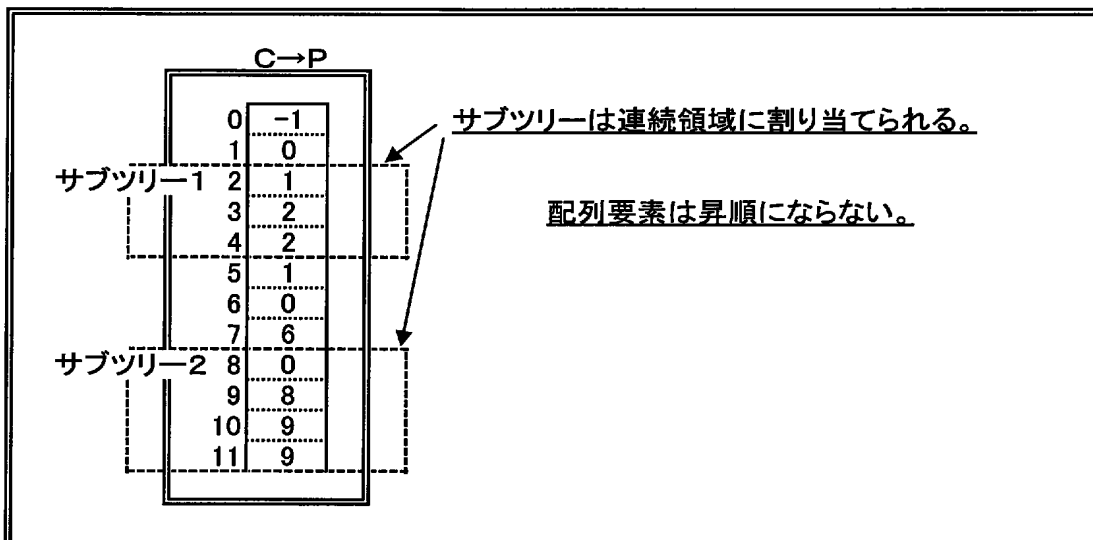 C→P
0 -1
サブツリーは連続領域に割り当てられる。
1 0
サブツリー1 2 1
3 2
配列要素は昇順にならない。
4 2
5 1
6 0
7 6
サブツリー2 8 0
9 8
10 9
11 9